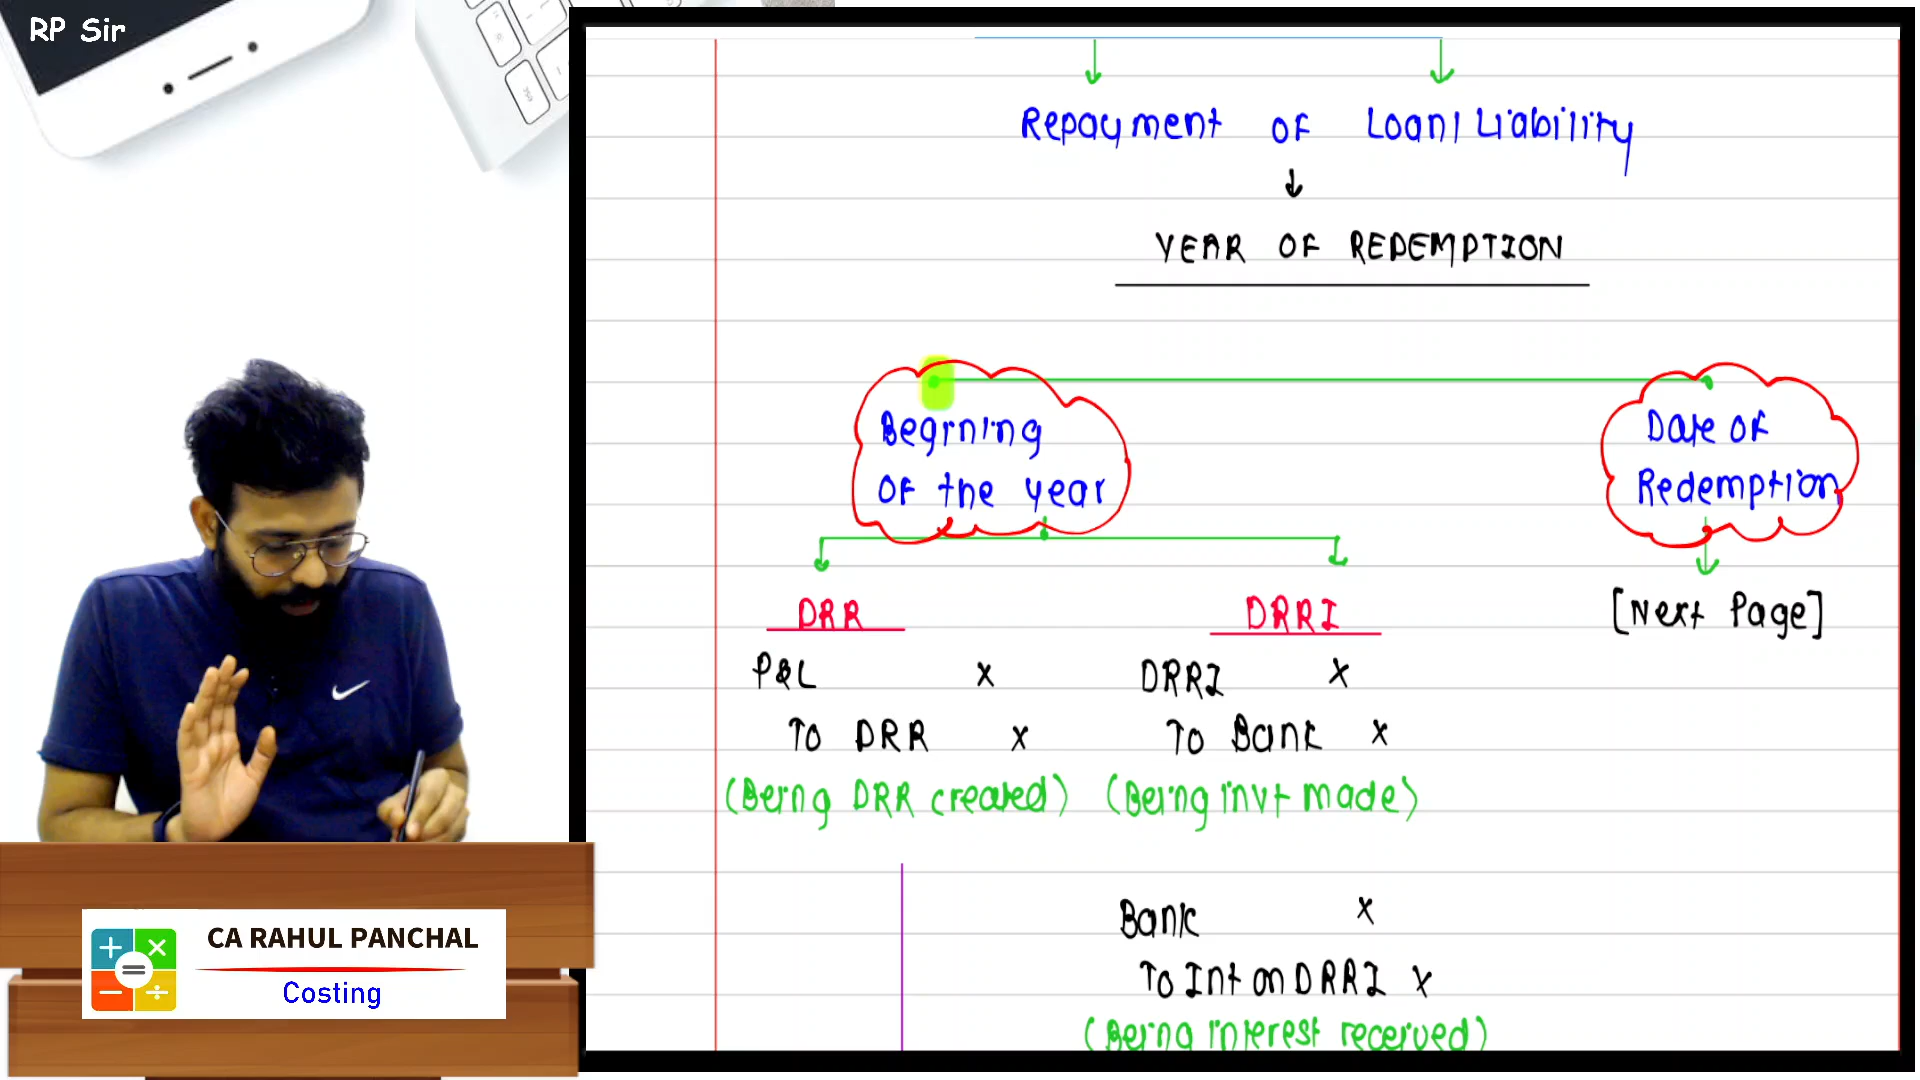 RP Sir
Repayment of Loan/Liability
YEAR OF REDEMPTION
Beginning
of the year
Date of
Redemption
DRR
DRRI
[Next Page]
P&L x
DRRI x
To DRR x
To Bank x
(Being DRR created)
(Being invt made)
Bank x
To Int on DRRI x
(Being interest received)
CA RAHUL PANCHAL
Costing